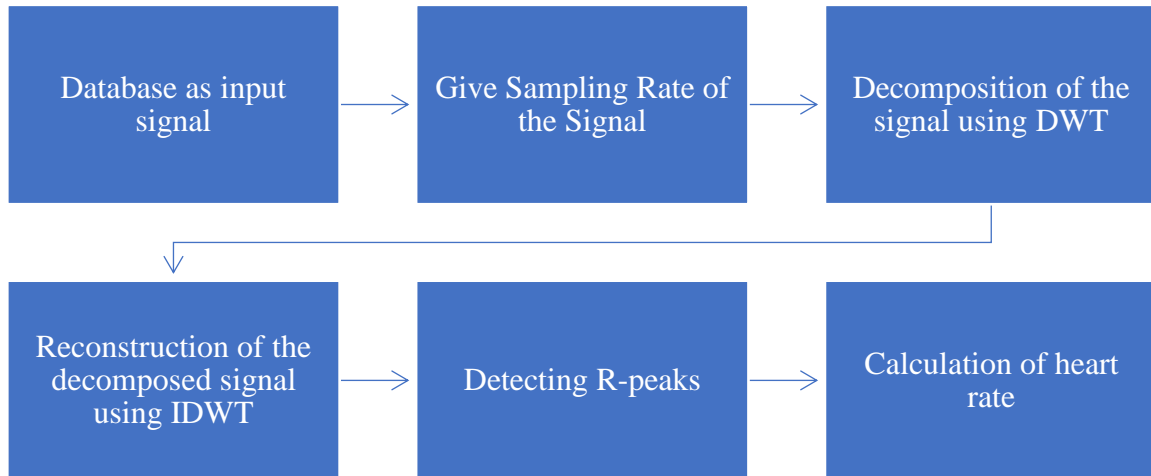 Database as input
signal
Give Sampling Rate of
the Signal
Decomposition of the
signal using DWT
Reconstruction of the
decomposed signal
using IDWT
Detecting R-peaks
Calculation of heart
rate